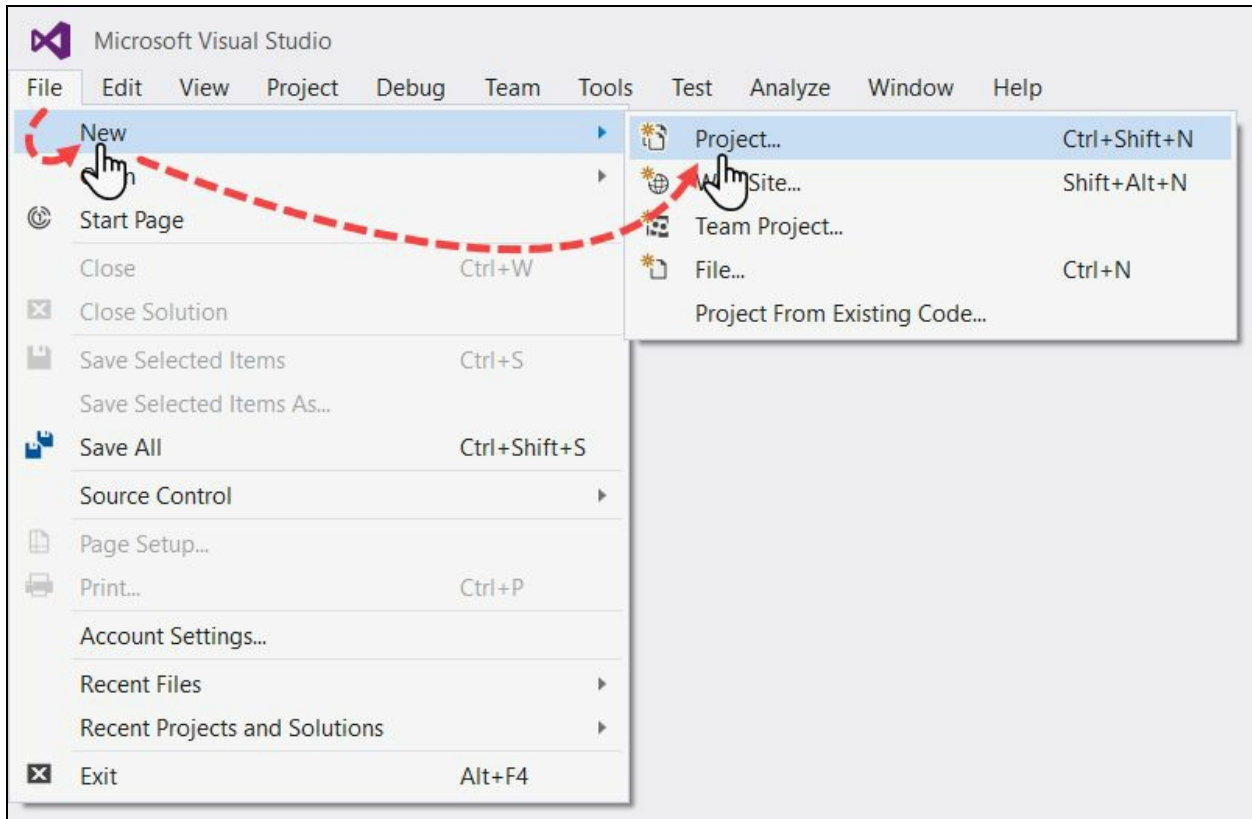 Microsoft Visual Studio
File Edit View Project Debug Team Tools Test Analyze Window Help
New
Start Page
Close Ctrl+W
Close Solution
Save Selected Items Ctrl+S
Save Selected Items As...
Save All Ctrl+Shift+S
Source Control
Page Setup...
Print... Ctrl+P
Account Settings...
Recent Files
Recent Projects and Solutions
Exit Alt+F4
Project... Ctrl+Shift+N
Site... Shift+Alt+N
Team Project...
File... Ctrl+N
Project From Existing Code...